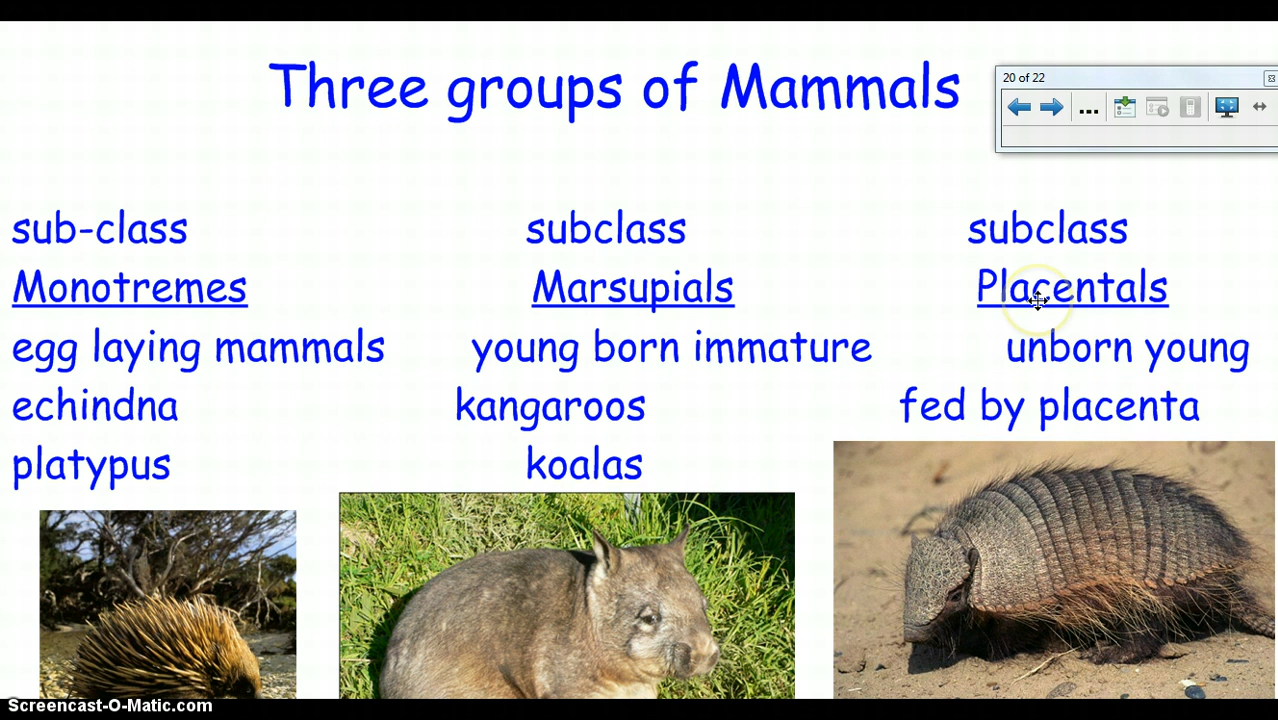 Three groups of Mammals
20 of 22
sub-class subclass subclass
Monotremes Marsupials Placentals
egg laying mammals young born immature unborn young
echindna kangaroos fed by placenta
platypus koalas
Screencast-O-Matic.com